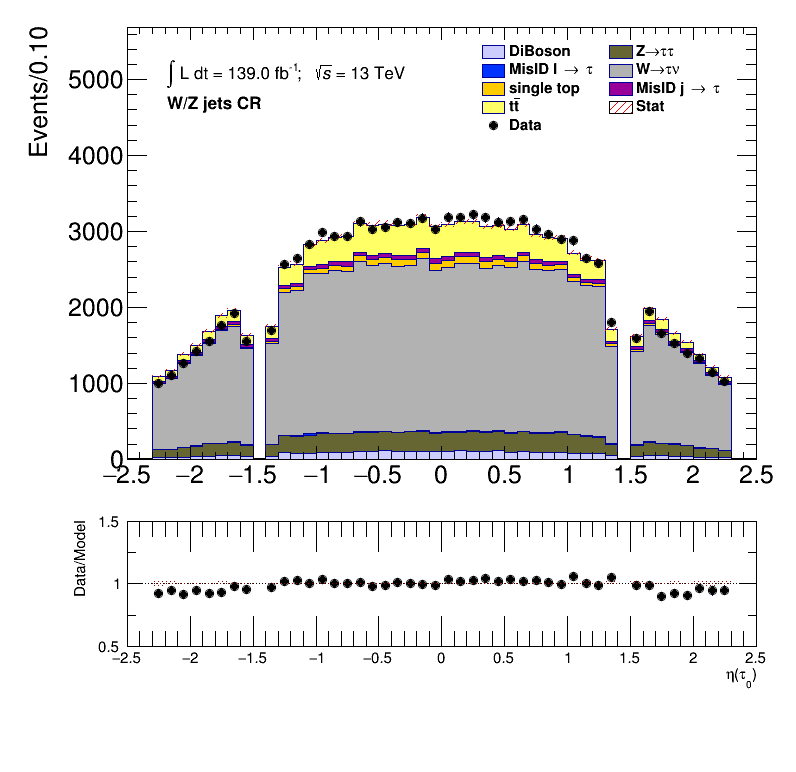 Events/0.10
∫ L dt = 139.0 fb⁻¹; √s = 13 TeV
W/Z jets CR
DiBoson
MisID l → τ
single top
tt̄
Data
Z→ττ
W→τν
MisID j → τ
Stat
5000
4000
3000
2000
1000
0
−2.5 −2 −1.5 −1 −0.5 0 0.5 1 1.5 2 2.5
Data/Model
1.5
1
0.5
−2.5 −2 −1.5 −1 −0.5 0 0.5 1 1.5 2 2.5
η(τ₀)